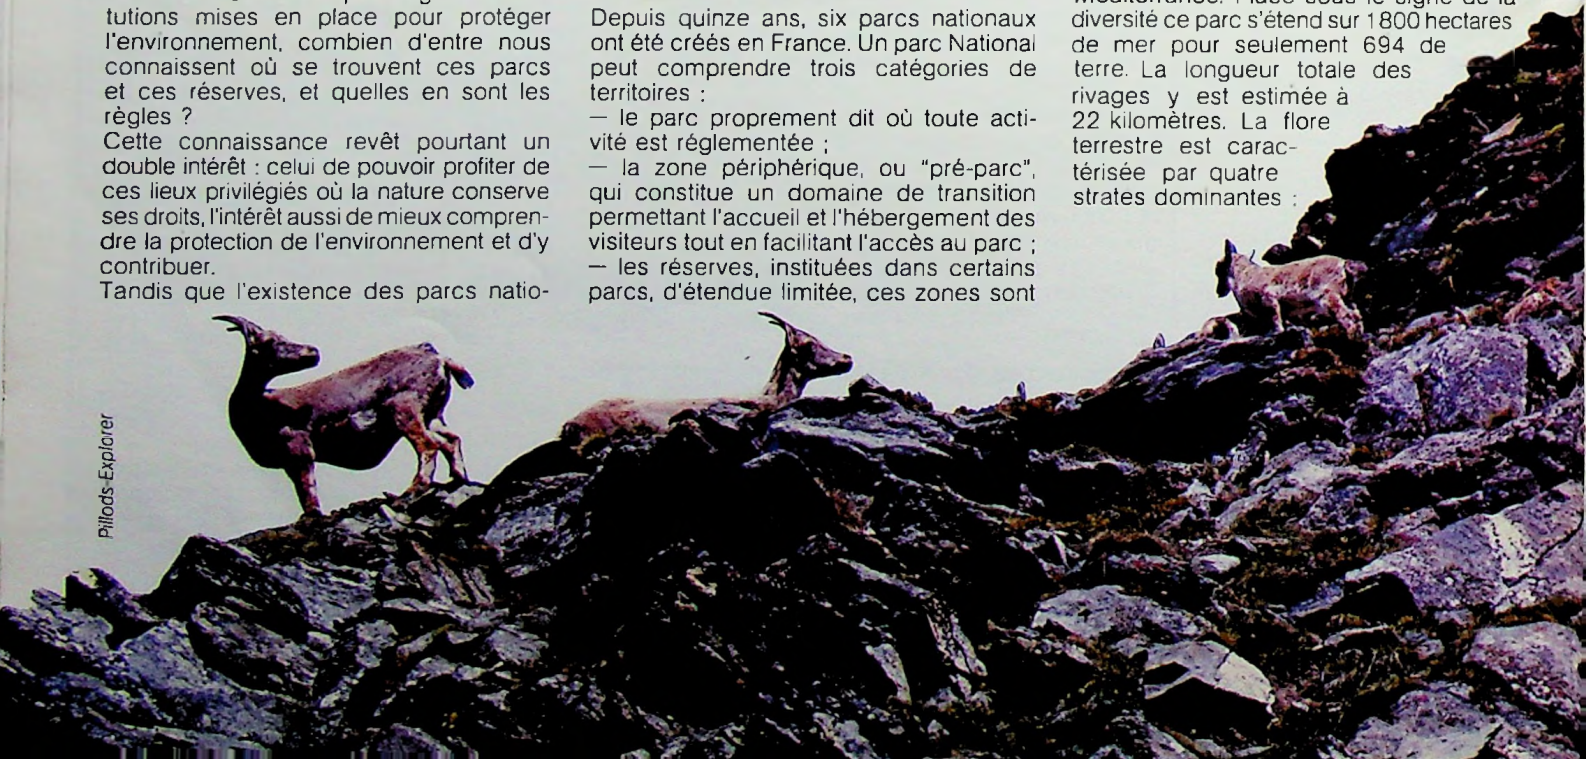 tutions mises en place pour protéger
l'environnement, combien d'entre nous
connaissent où se trouvent ces parcs
et ces réserves, et quelles en sont les
règles ?
Cette connaissance revêt pourtant un
double intérêt : celui de pouvoir profiter de
ces lieux privilégiés où la nature conserve
ses droits, l'intérêt aussi de mieux compren-
dre la protection de l'environnement et d'y
contribuer.
Tandis que l'existence des parcs natio-
Depuis quinze ans, six parcs nationaux
ont été créés en France. Un parc National
peut comprendre trois catégories de
territoires :
— le parc proprement dit où toute acti-
vité est réglementée ;
— la zone périphérique, ou "pré-parc",
qui constitue un domaine de transition
permettant l'accueil et l'hébergement des
visiteurs tout en facilitant l'accès au parc ;
— les réserves, instituées dans certains
parcs, d'étendue limitée, ces zones sont
diversité ce parc s'étend sur 1800 hectares
de mer pour seulement 694 de
terre. La longueur totale des
rivages y est estimée à
22 kilomètres. La flore
terrestre est carac-
térisée par quatre
strates dominantes :
Pillods-Explorer